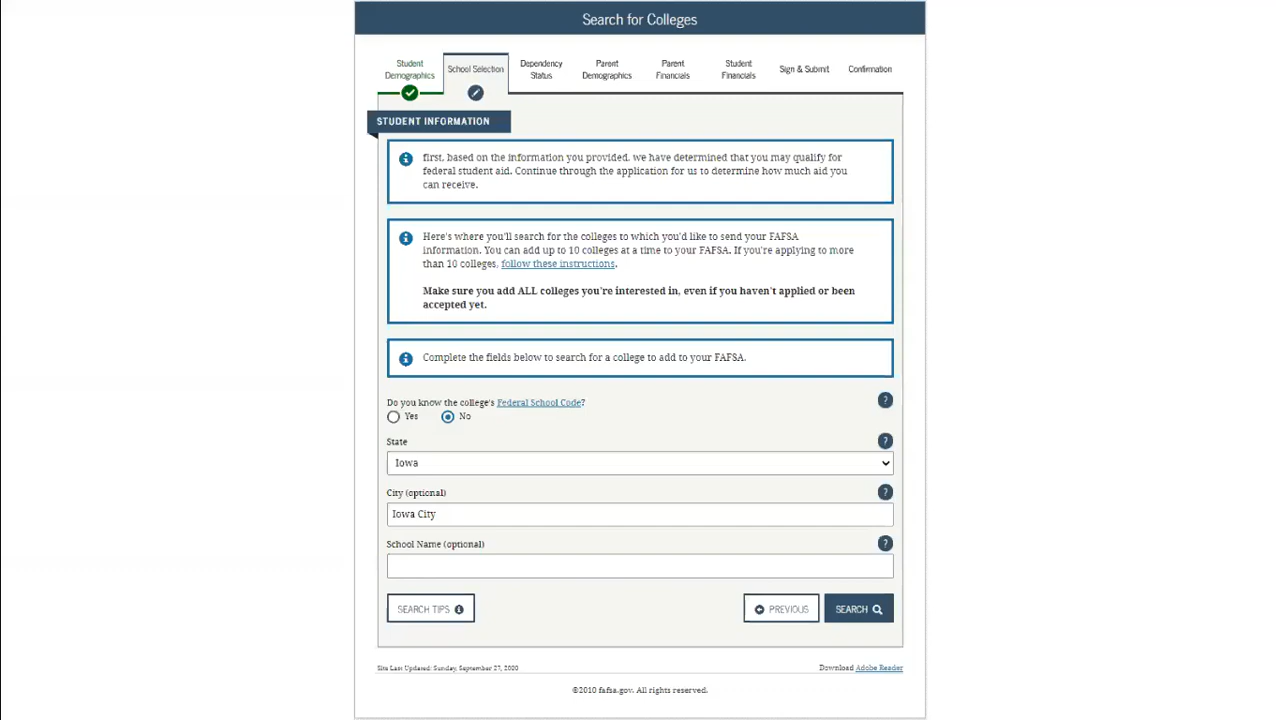 Search for Colleges
Student Demographics
School Selection
Dependency Status
Parent Demographics
Parent Financials
Student Financials
Sign & Submit
Confirmation
STUDENT INFORMATION
first, based on the information you provided, we have determined that you may qualify for
federal student aid. Continue through the application for us to determine how much aid you
can receive.
Here's where you'll search for the colleges to which you'd like to send your FAFSA
information. You can add up to 10 colleges at a time to your FAFSA. If you're applying to more
than 10 colleges, follow these instructions.
Make sure you add ALL colleges you're interested in, even if you haven't applied or been
accepted yet.
Complete the fields below to search for a college to add to your FAFSA.
Do you know the college's Federal School Code?
Yes No
State
Iowa
City (optional)
Iowa City
School Name (optional)
SEARCH TIPS
PREVIOUS
SEARCH
Site Last Updated: Sunday, September 27, 2000
Download Adobe Reader
©2010 fafsa.gov. All rights reserved.